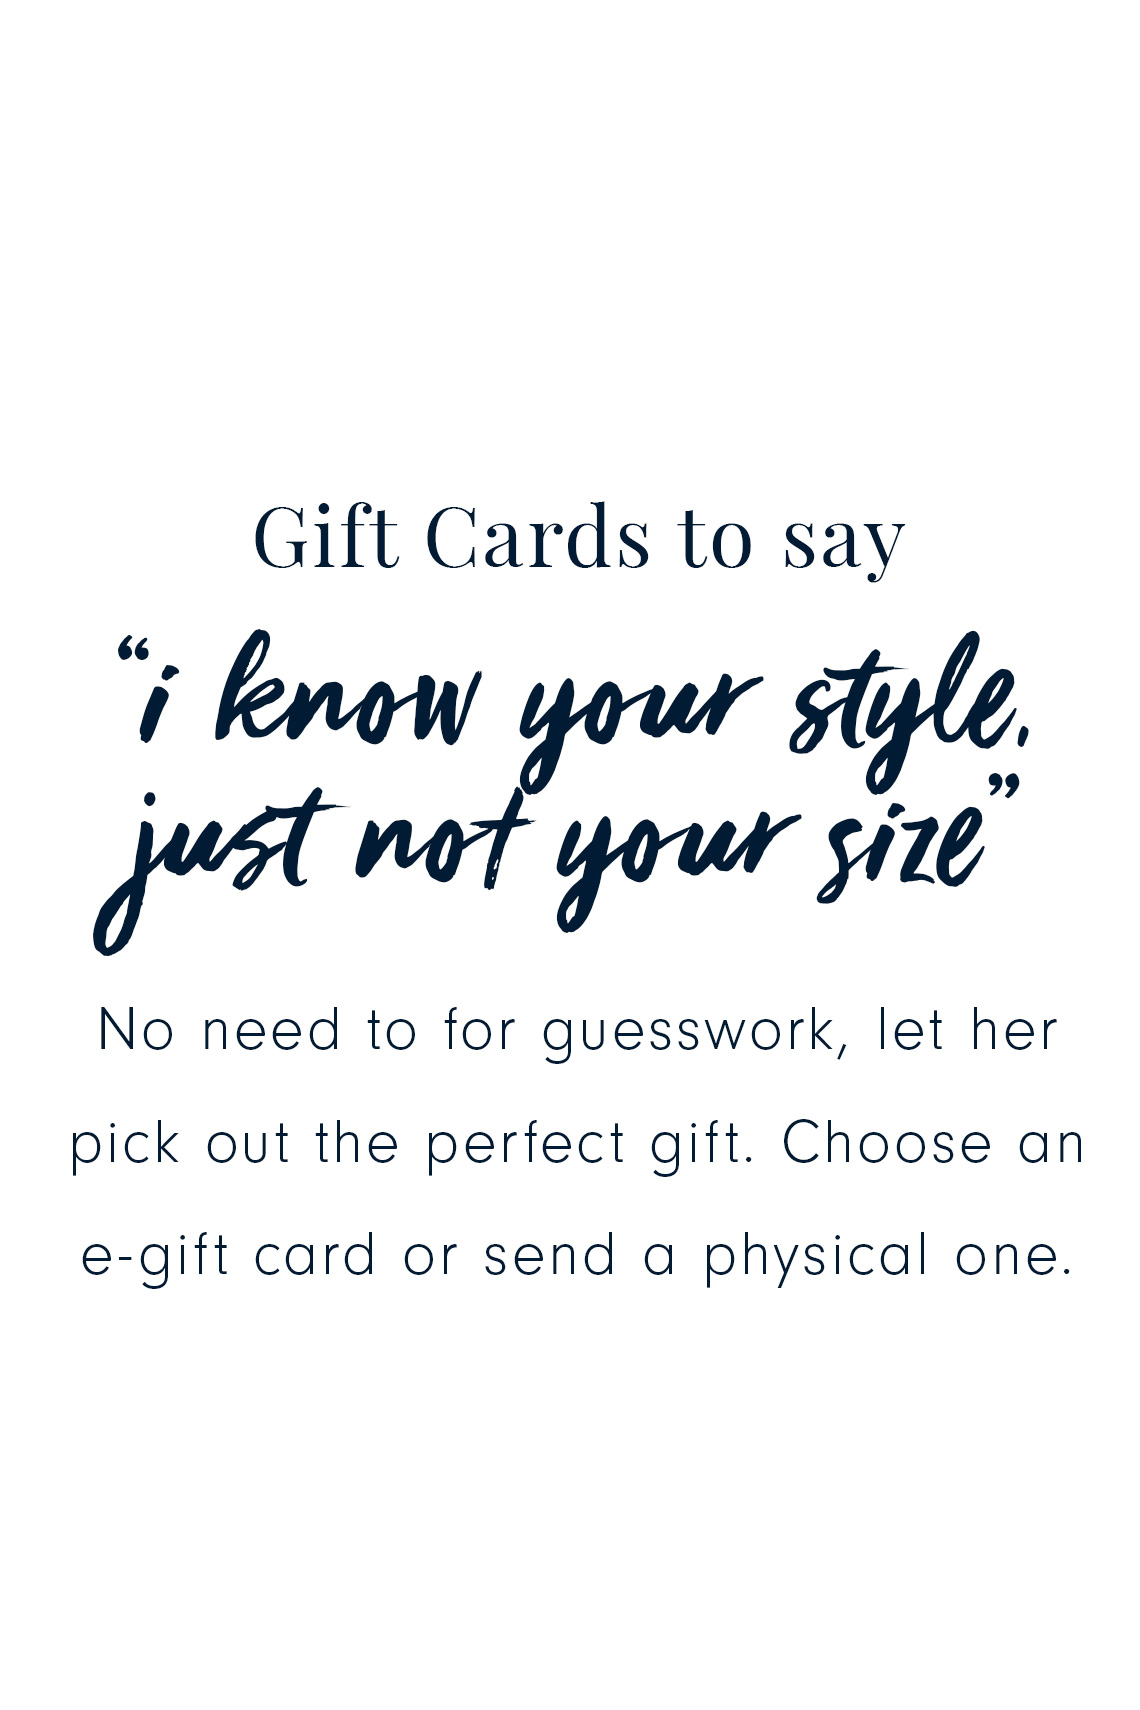 Gift Cards to say
“i know your style,
just not your size”
No need to for guesswork, let her
pick out the perfect gift. Choose an
e-gift card or send a physical one.